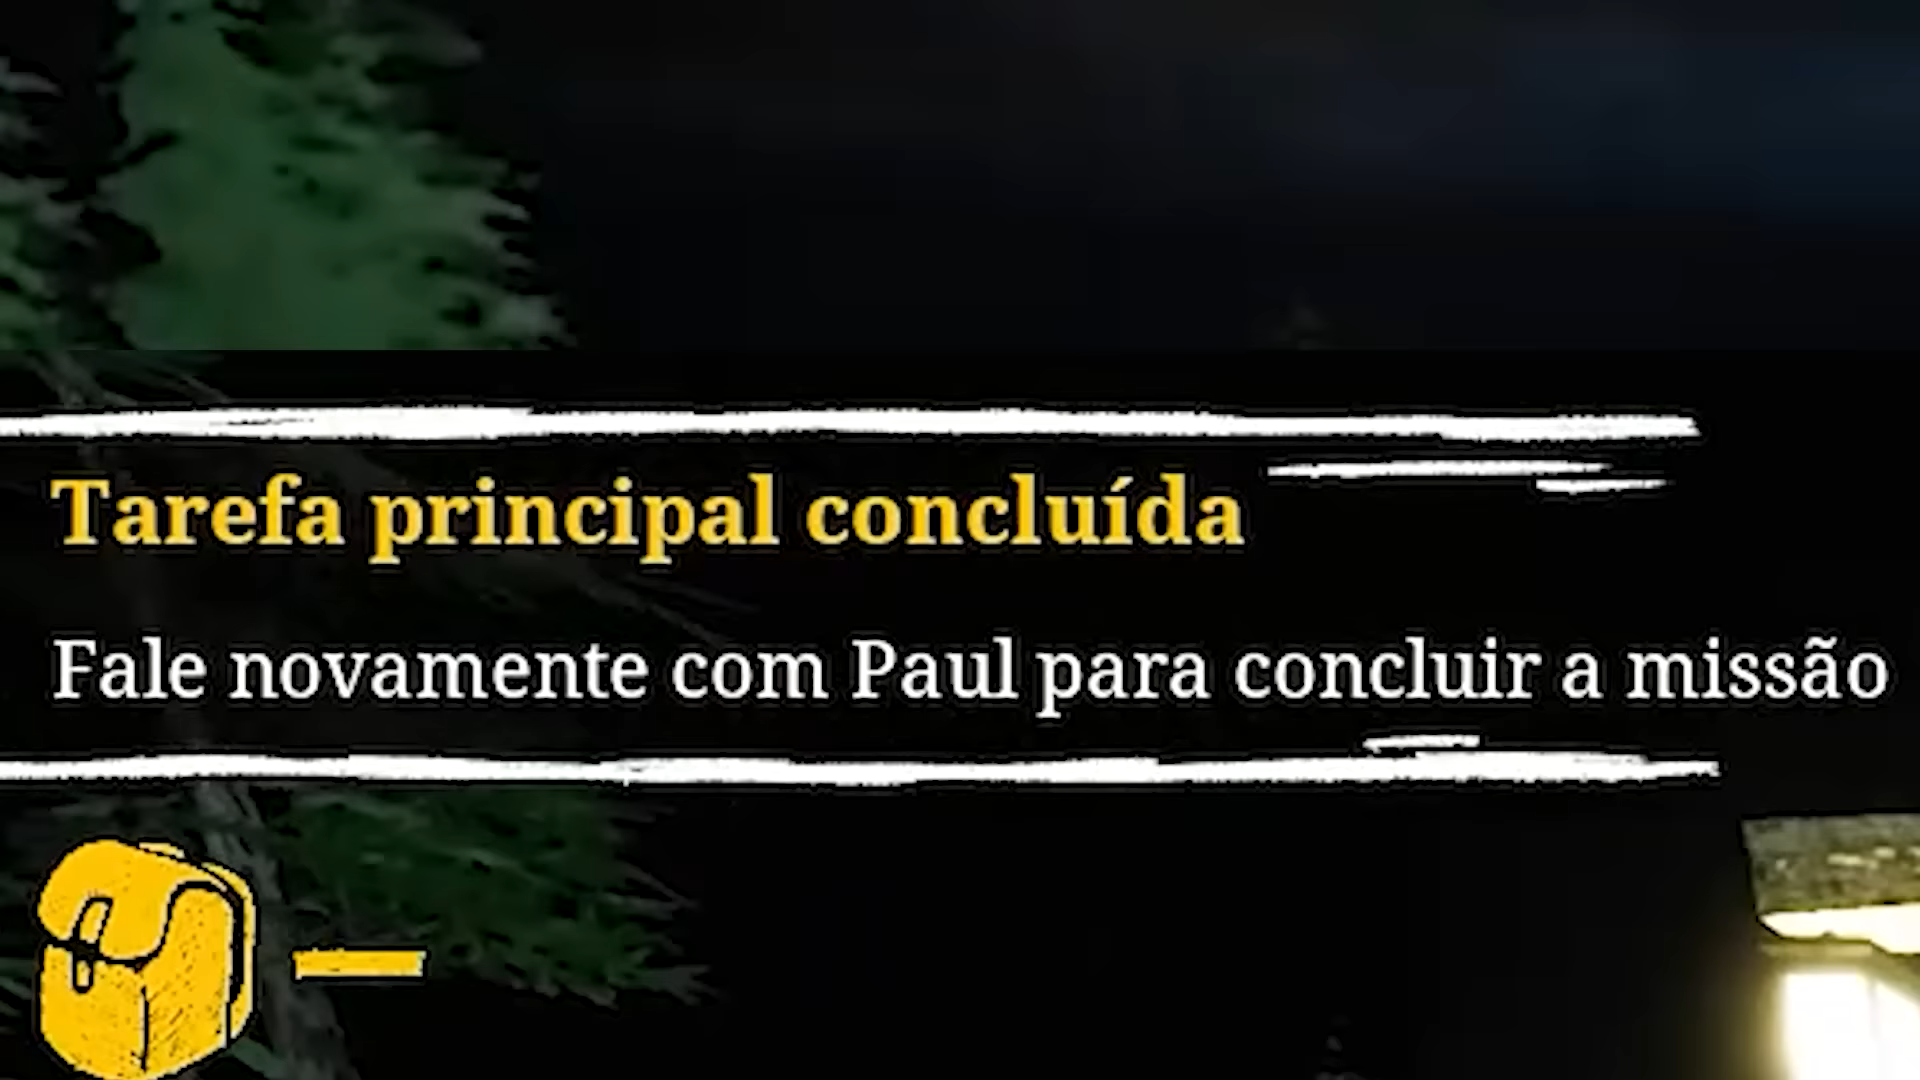 Tarefa principal concluída
Fale novamente com Paul para concluir a missão